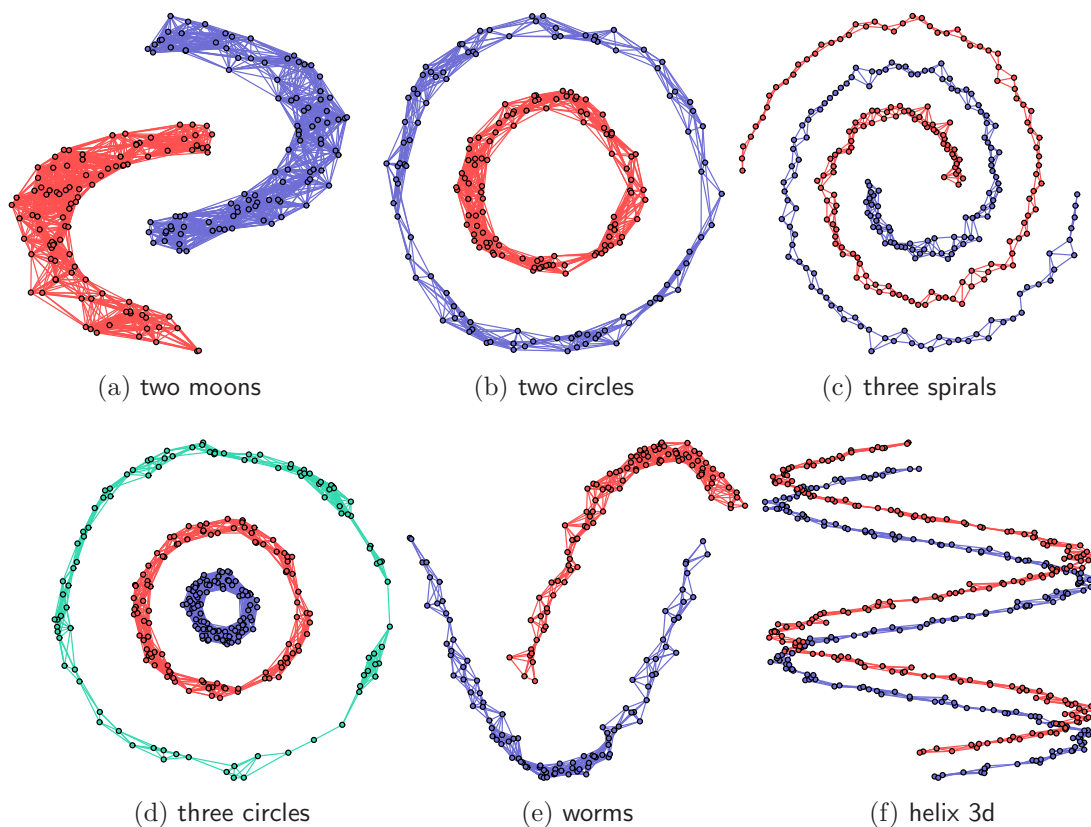 (a) two moons
(b) two circles
(c) three spirals
(d) three circles
(e) worms
(f) helix 3d